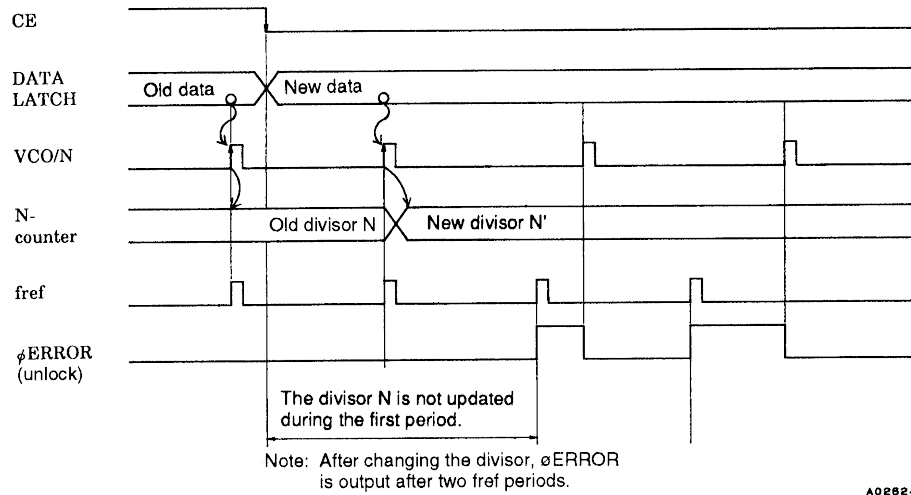 CE
DATA
LATCH
Old data
New data
VCO/N
N-
counter
Old divisor N
New divisor N'
fref
øERROR
(unlock)
The divisor N is not updated
during the first period.
Note: After changing the divisor, øERROR
is output after two fref periods.